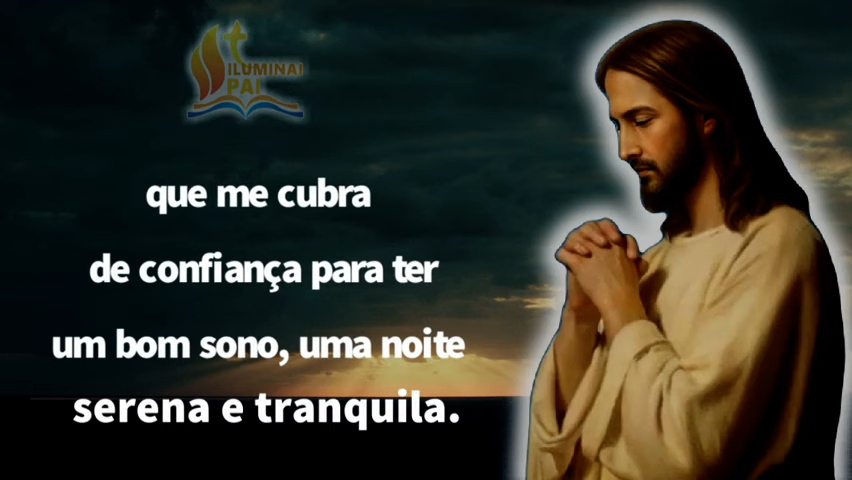 ILUMINAI
PAI
que me cubra
de confiança para ter
um bom sono, uma noite
serena e tranquila.